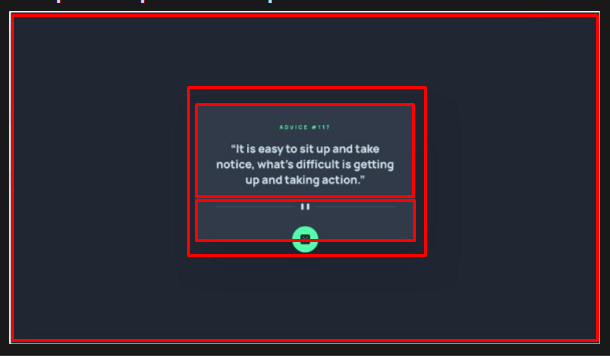 ADVICE #117
“It is easy to sit up and take
notice, what's difficult is getting
up and taking action.”